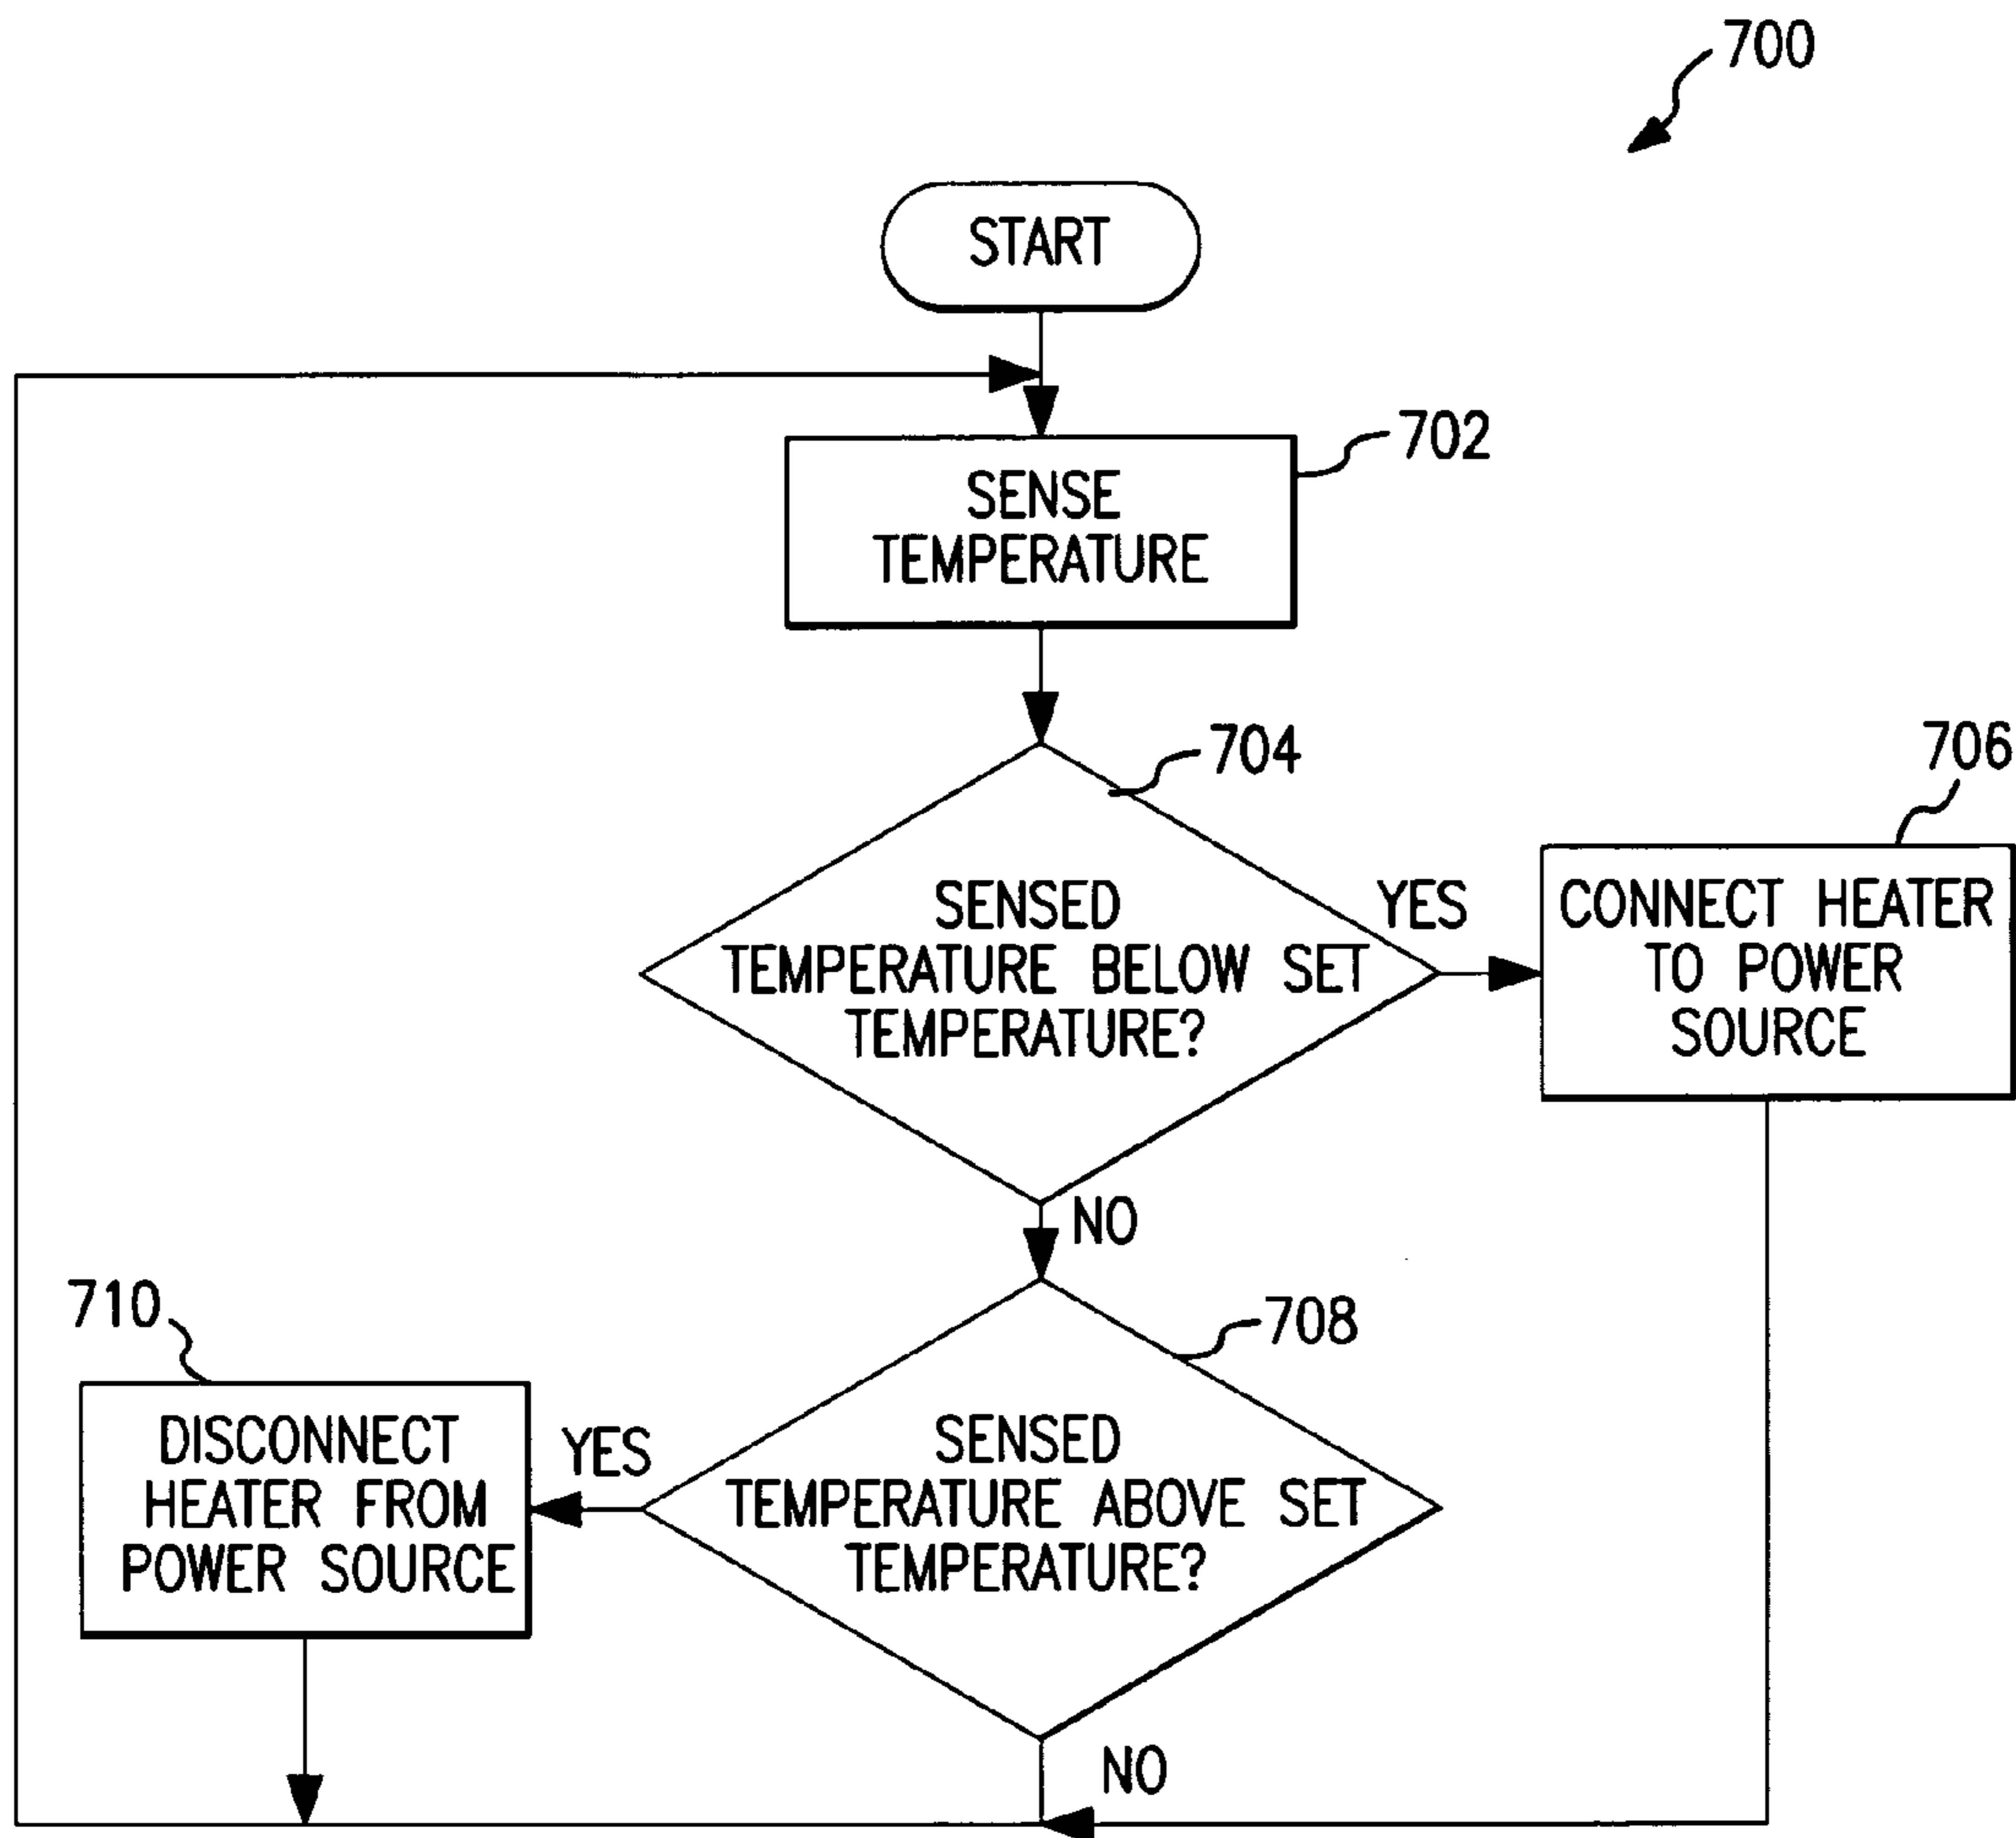 700
START
702
SENSE
TEMPERATURE
704
706
SENSED
TEMPERATURE BELOW SET
TEMPERATURE?
YES
CONNECT HEATER
TO POWER
SOURCE
NO
710
708
DISCONNECT
HEATER FROM
POWER SOURCE
YES
SENSED
TEMPERATURE ABOVE SET
TEMPERATURE?
NO